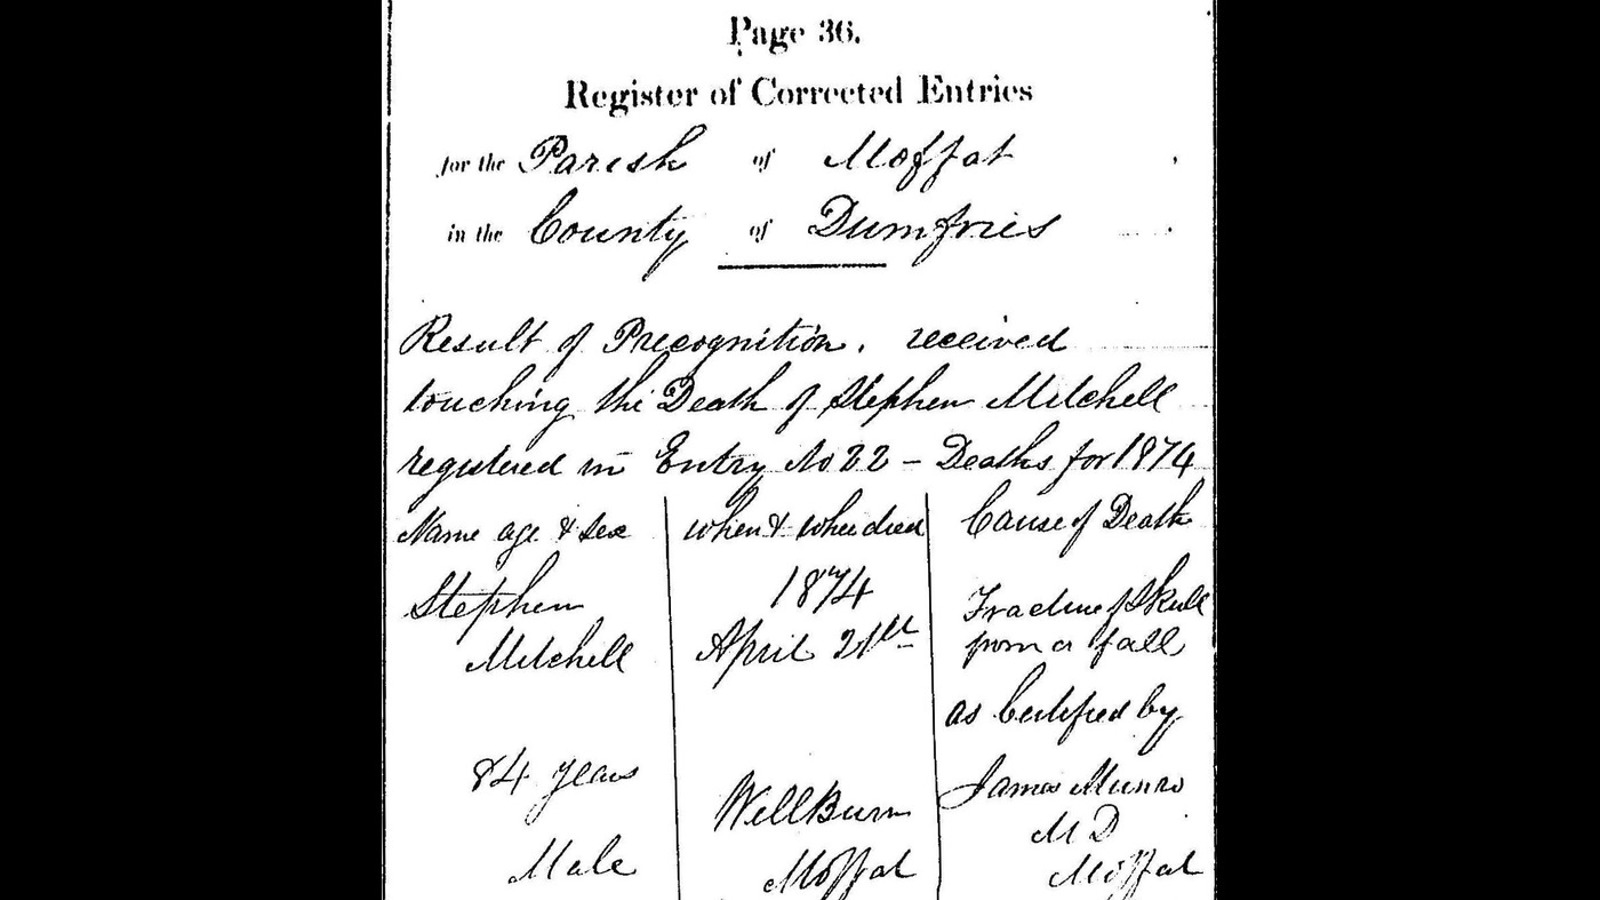 Page 36.
Register of Corrected Entries
for the Parish of Moffat
in the County of Dumfries
Result of Precognition. received
touching the Death of Stephen Mitchell
registered in Entry No 22 – Deaths for 1874
Name age & sex
Stephen
Mitchell
84 years
Male
when & where died
1874
April 21st
WellBurn
Moffat
Cause of Death
Fracture of Skull
from a fall
as Certified by
James Munro
M D
Moffat